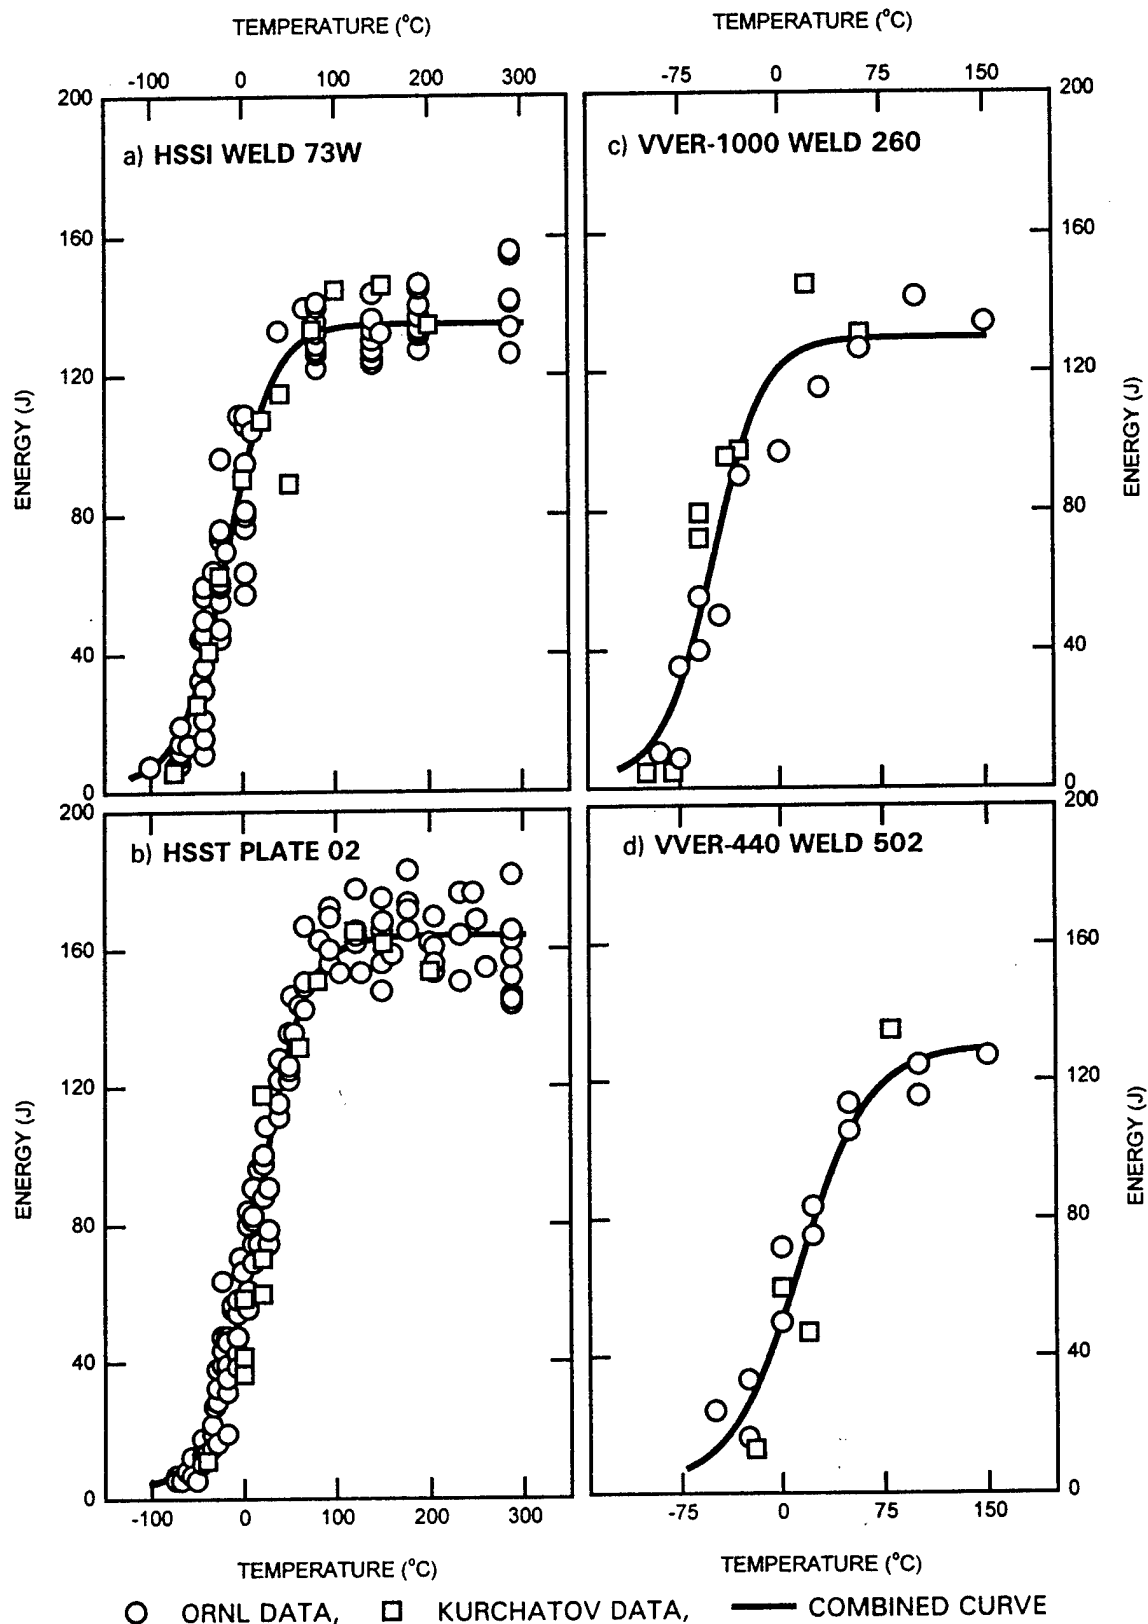 TEMPERATURE (°C)
TEMPERATURE (°C)
-100 0 100 200 300
-75 0 75 150
200
160
120
80
40
0
ENERGY (J)
a) HSSI WELD 73W
c) VVER-1000 WELD 260
200
160
120
80
40
0
ENERGY (J)
200
160
120
80
40
0
ENERGY (J)
b) HSST PLATE 02
d) VVER-440 WELD 502
200
160
120
80
40
0
ENERGY (J)
-100 0 100 200 300
-75 0 75 150
TEMPERATURE (°C)
TEMPERATURE (°C)
ORNL DATA, KURCHATOV DATA, COMBINED CURVE